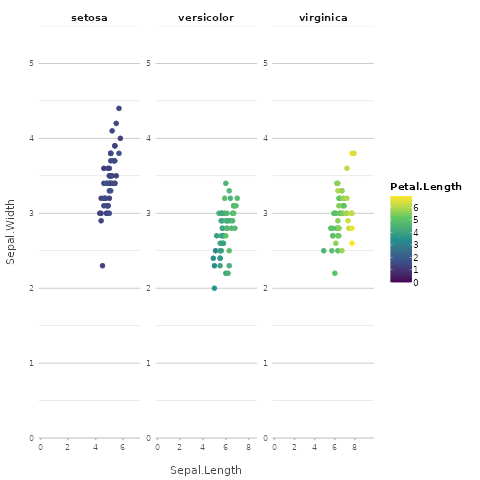 setosa versicolor virginica
5 5 5
4 4 4
Petal.Length
6
5
4
3
2
1
0
Sepal.Width
3 3 3
2 2 2
1 1 1
0 0 0
0 2 4 6 0 2 4 6 8 0 2 4 6 8
Sepal.Length